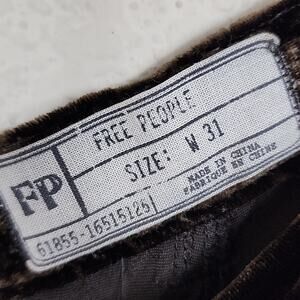 FP
FREE PEOPLE
SIZE: W 31
MADE IN CHINA
FABRIQUE EN CHINE
61855-16515126